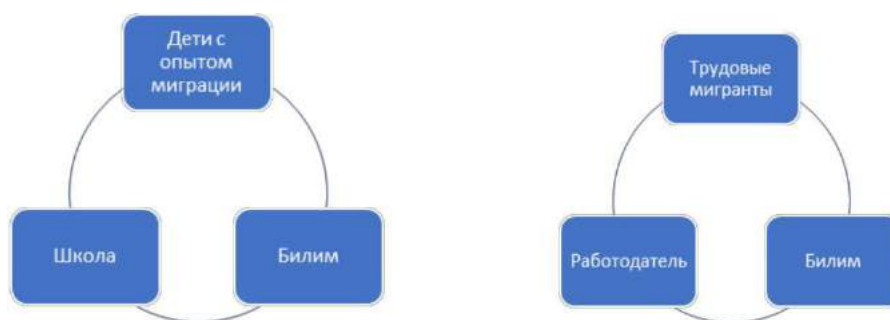 Дети с
опытом
миграции
Школа
Билим
Трудовые
мигранты
Работодатель
Билим